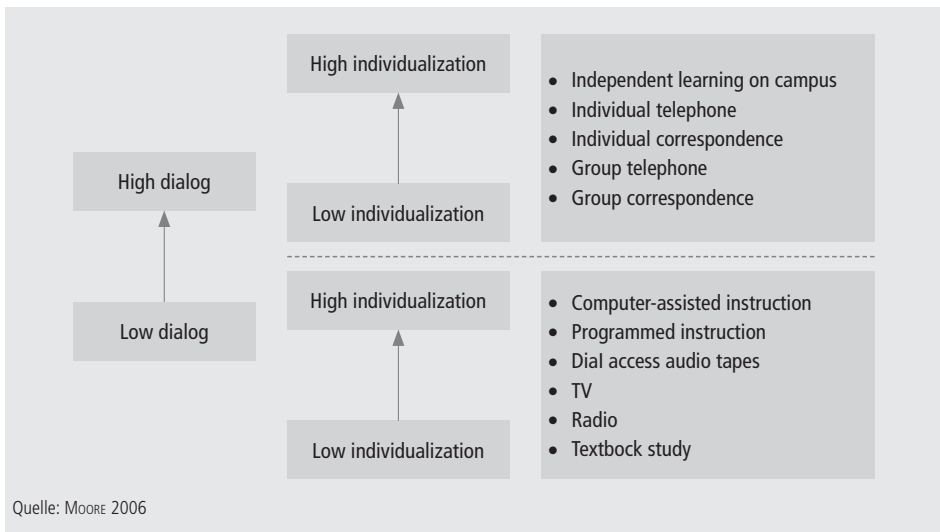 High individualization
Low individualization
• Independent learning on campus
• Individual telephone
• Individual correspondence
• Group telephone
• Group correspondence
High dialog
Low dialog
High individualization
Low individualization
• Computer-assisted instruction
• Programmed instruction
• Dial access audio tapes
• TV
• Radio
• Textbock study
Quelle: MOORE 2006